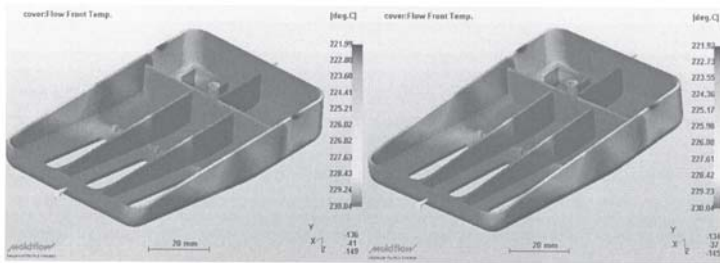 cover:Flow Front Temp.
[deg.C]
221.99
222.80
223.60
224.41
225.21
226.02
226.82
227.63
228.43
229.24
230.04
Y
X
Z
-136
41
-149
moldflow
20 mm
cover:Flow Front Temp.
[deg.C]
221.92
222.73
223.55
224.36
225.17
225.98
226.80
227.61
228.42
229.23
230.04
Y
X
Z
moldflow
20 mm